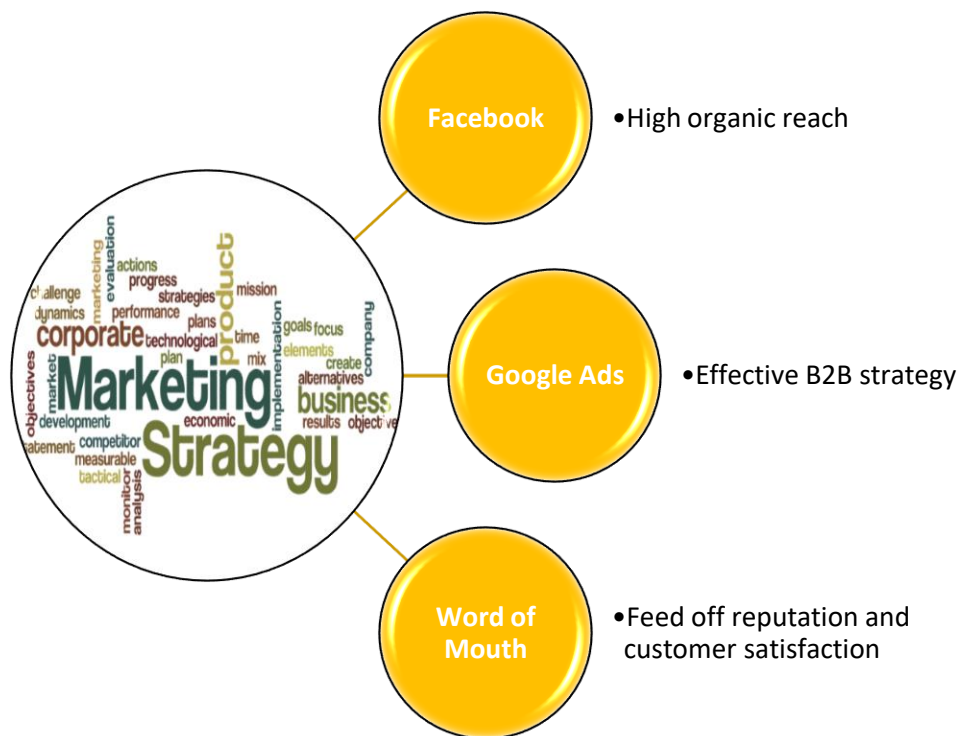 Facebook
•High organic reach
marketing
evaluation
actions
progress
strategies
product
mission
challenge
dynamics
performance
plans
implementation
goals
focus
company
corporate
technological
time
plan
mix
elements
create
objectives
market
Marketing
alternatives
business
development
economic
results
objective
statement
competitor
Strategy
measurable
tactical
monitor
analysis
Google Ads
•Effective B2B strategy
Word of
Mouth
•Feed off reputation and
customer satisfaction